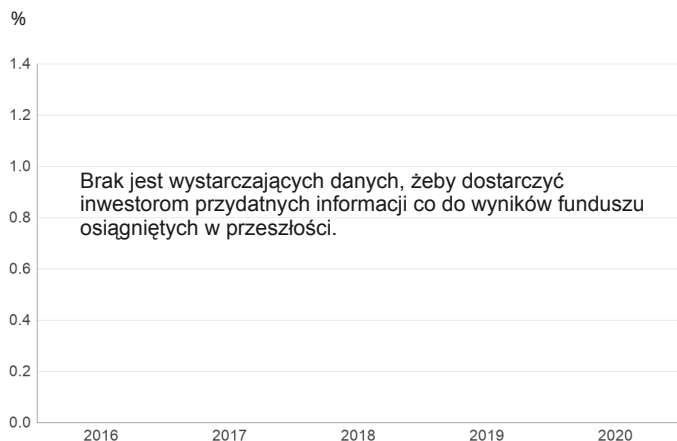 %
1.4
1.2
1.0
Brak jest wystarczających danych, żeby dostarczyć
inwestorom przydatnych informacji co do wyników funduszu
0.8
osiągniętych w przeszłości.
0.6
0.4
0.2
0.0
2016 2017 2018 2019 2020